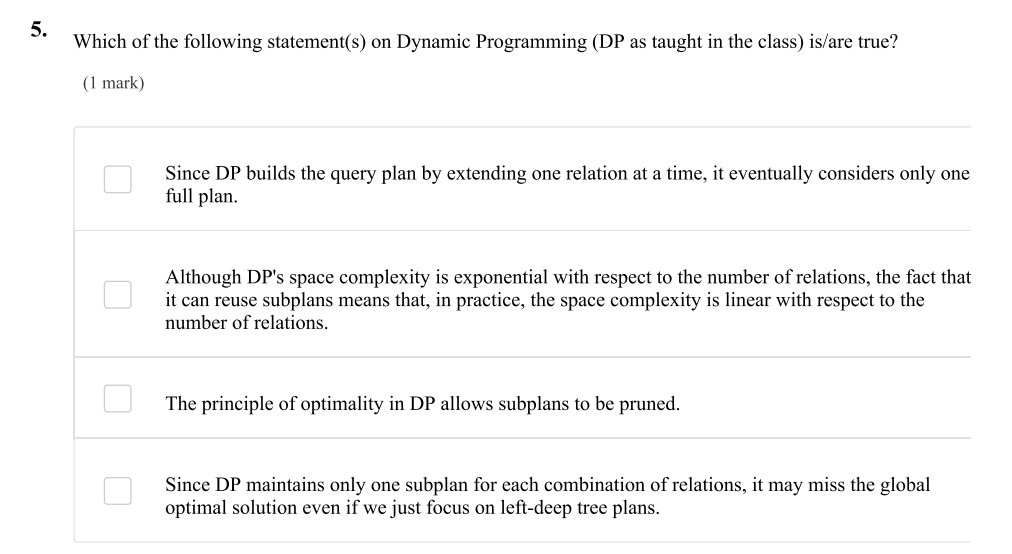 5.
Which of the following statement(s) on Dynamic Programming (DP as taught in the class) is/are true?
(1 mark)
Since DP builds the query plan by extending one relation at a time, it eventually considers only one
full plan.
Although DP's space complexity is exponential with respect to the number of relations, the fact that
it can reuse subplans means that, in practice, the space complexity is linear with respect to the
number of relations.
The principle of optimality in DP allows subplans to be pruned.
Since DP maintains only one subplan for each combination of relations, it may miss the global
optimal solution even if we just focus on left-deep tree plans.